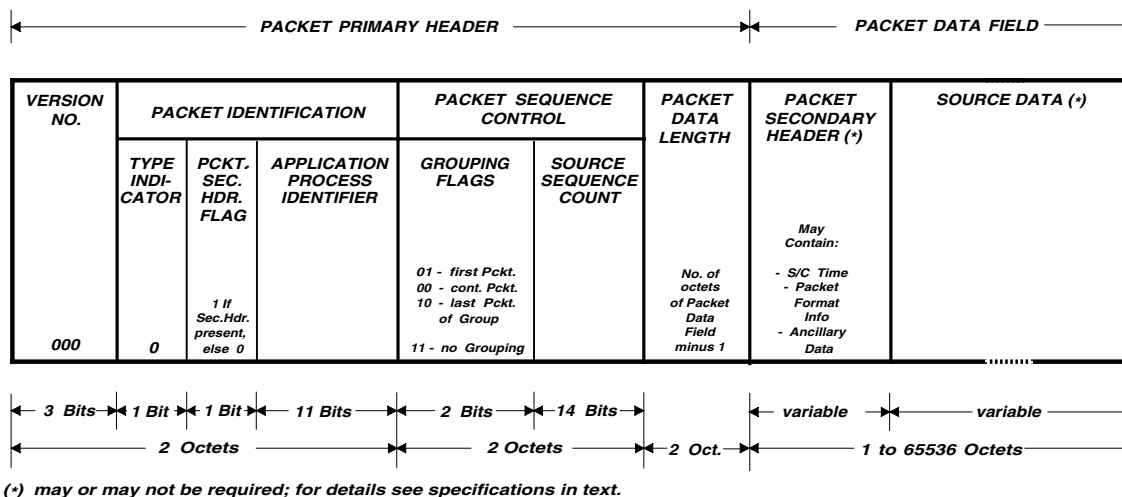 PACKET PRIMARY HEADER
PACKET DATA FIELD
VERSION
NO.
000
PACKET IDENTIFICATION
TYPE
INDI-
CATOR
0
PCKT.
SEC.
HDR.
FLAG
1 If
Sec.Hdr.
present,
else 0
APPLICATION
PROCESS
IDENTIFIER
PACKET SEQUENCE
CONTROL
GROUPING
FLAGS
01 - first Pckt.
00 - cont. Pckt.
10 - last Pckt.
of Group
11 - no Grouping
SOURCE
SEQUENCE
COUNT
PACKET
DATA
LENGTH
No. of
octets
of Packet
Data
Field
minus 1
PACKET
SECONDARY
HEADER (*)
May
Contain:
- S/C Time
- Packet
Format
Info
- Ancillary
Data
SOURCE DATA (*)
3 Bits
1 Bit
1 Bit
11 Bits
2 Bits
14 Bits
variable
variable
2 Octets
2 Octets
2 Oct.
1 to 65536 Octets
(*) may or may not be required; for details see specifications in text.